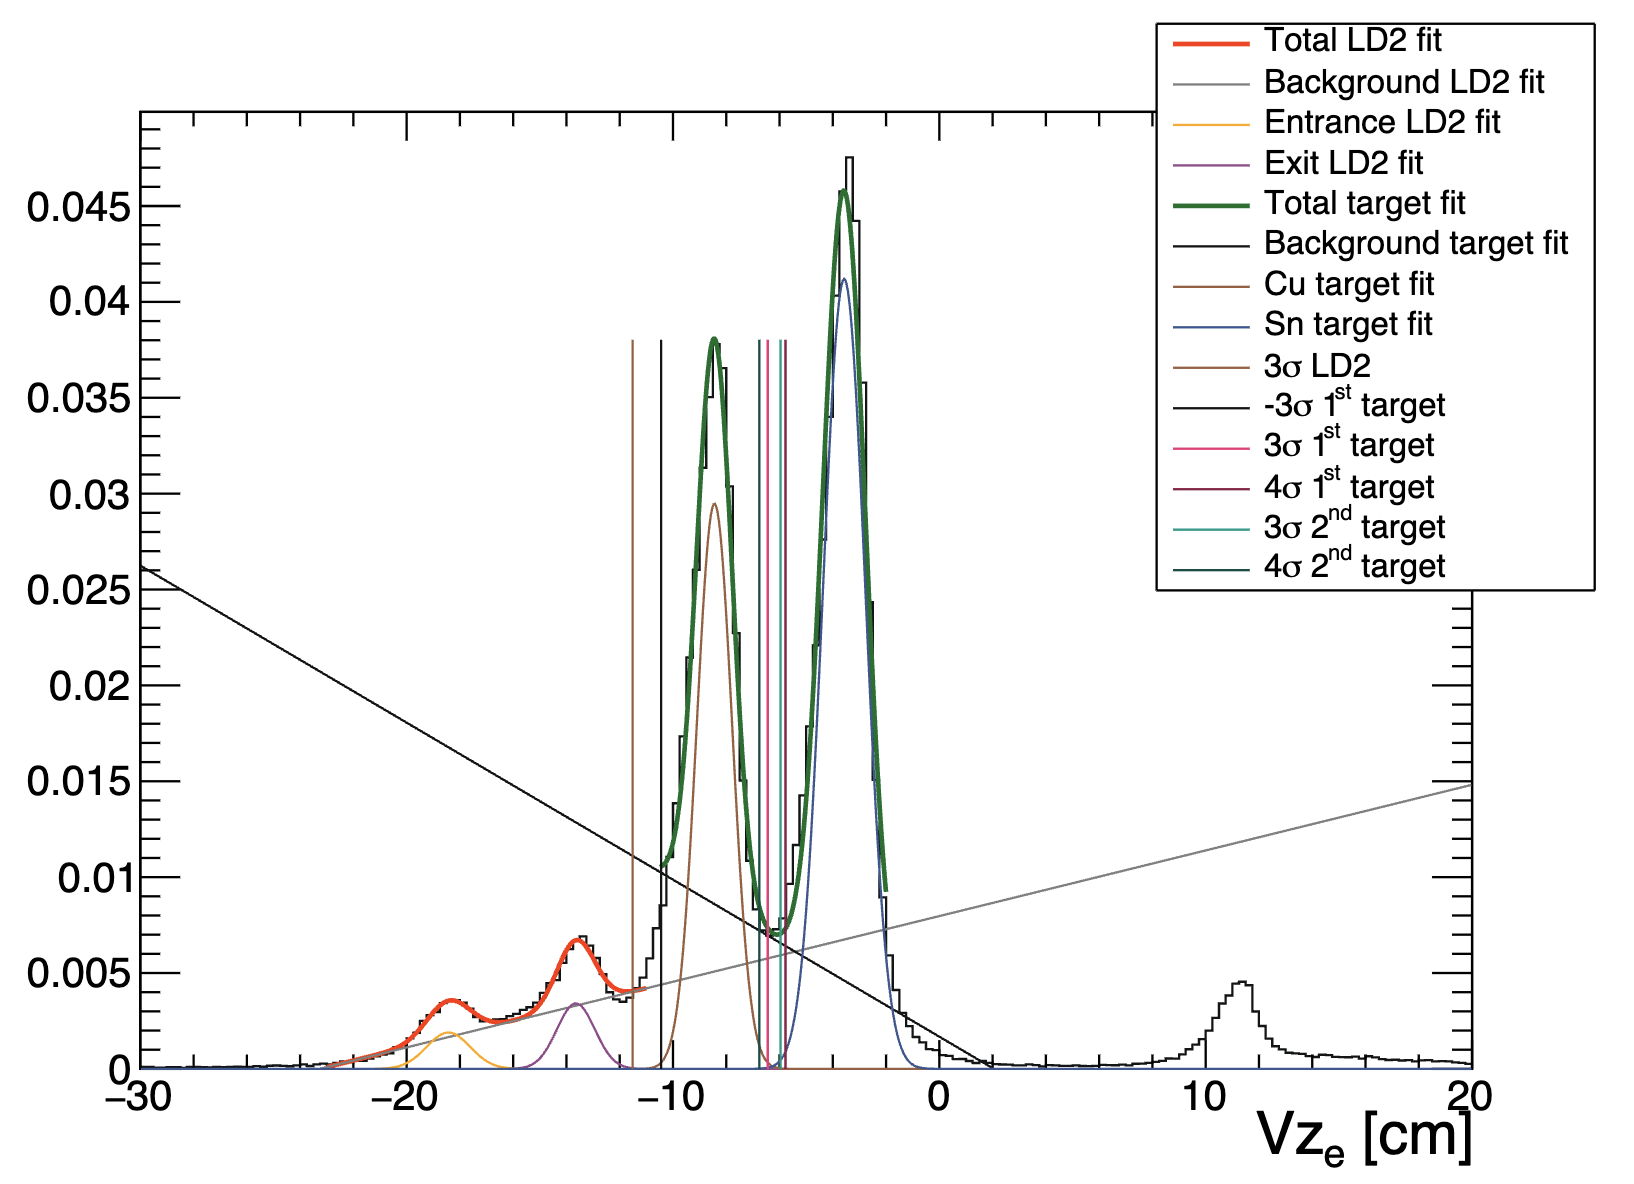 Total LD2 fit
Background LD2 fit
Entrance LD2 fit
Exit LD2 fit
Total target fit
Background target fit
Cu target fit
Sn target fit
3σ LD2
-3σ 1st target
3σ 1st target
4σ 1st target
3σ 2nd target
4σ 2nd target
0.045
0.04
0.035
0.03
0.025
0.02
0.015
0.01
0.005
0
−30 −20 −10 0 10 20
Vze [cm]